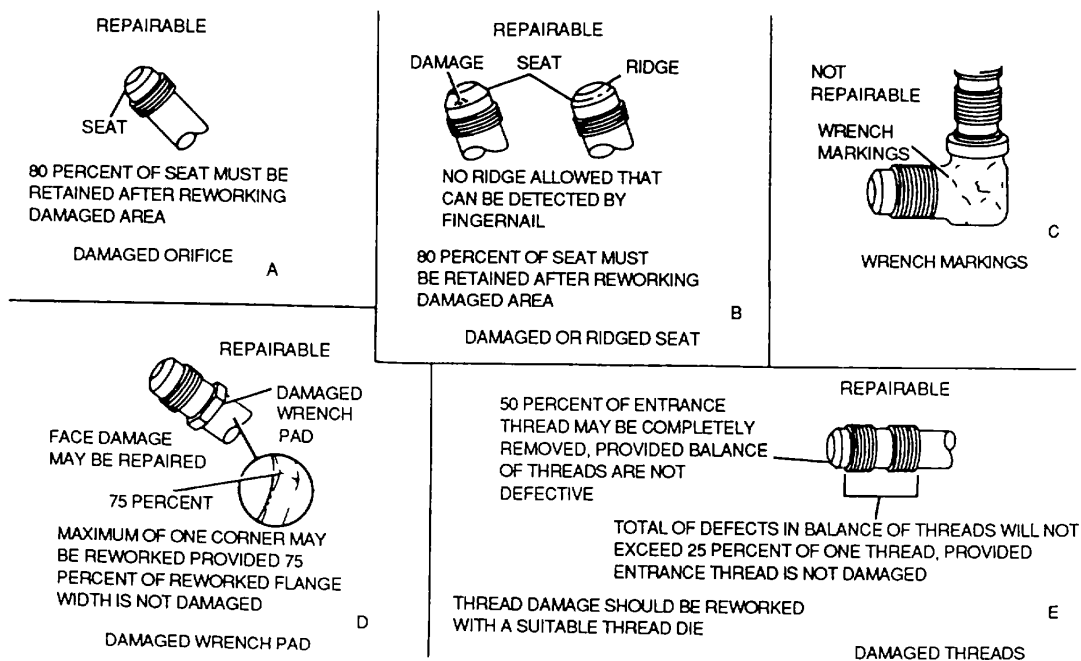 REPAIRABLE
SEAT
80 PERCENT OF SEAT MUST BE
RETAINED AFTER REWORKING
DAMAGED AREA
DAMAGED ORIFICE
A
REPAIRABLE
DAMAGE
SEAT
RIDGE
NO RIDGE ALLOWED THAT
CAN BE DETECTED BY
FINGERNAIL
80 PERCENT OF SEAT MUST
BE RETAINED AFTER REWORKING
DAMAGED AREA
B
DAMAGED OR RIDGED SEAT
NOT
REPAIRABLE
WRENCH
MARKINGS
C
WRENCH MARKINGS
REPAIRABLE
DAMAGED
WRENCH
PAD
FACE DAMAGE
MAY BE REPAIRED
75 PERCENT
MAXIMUM OF ONE CORNER MAY
BE REWORKED PROVIDED 75
PERCENT OF REWORKED FLANGE
WIDTH IS NOT DAMAGED
D
DAMAGED WRENCH PAD
REPAIRABLE
50 PERCENT OF ENTRANCE
THREAD MAY BE COMPLETELY
REMOVED, PROVIDED BALANCE
OF THREADS ARE NOT
DEFECTIVE
TOTAL OF DEFECTS IN BALANCE OF THREADS WILL NOT
EXCEED 25 PERCENT OF ONE THREAD, PROVIDED
ENTRANCE THREAD IS NOT DAMAGED
THREAD DAMAGE SHOULD BE REWORKED
WITH A SUITABLE THREAD DIE
E
DAMAGED THREADS